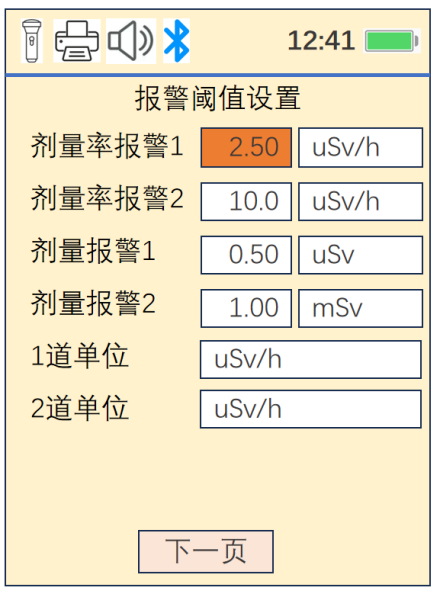 12:41
报警阈值设置
剂量率报警1 2.50 uSv/h
剂量率报警2 10.0 uSv/h
剂量报警1 0.50 uSv
剂量报警2 1.00 mSv
1道单位 uSv/h
2道单位 uSv/h
下一页